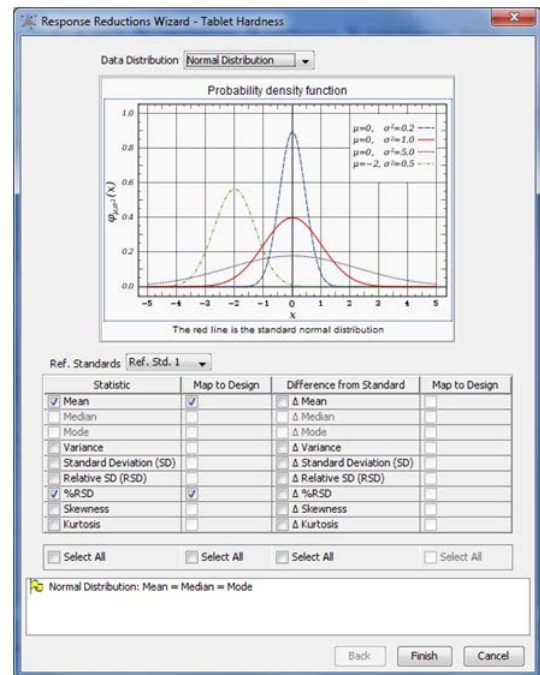 Response Reductions Wizard - Tablet Hardness
Data Distribution Normal Distribution
Probability density function
μ=0, σ²=0.2
μ=0, σ²=1.0
μ=0, σ²=5.0
μ=−2, σ²=0.5
φμ,σ²(x)
1.0
0.8
0.6
0.4
0.2
0.0
-5 -4 -3 -2 -1 0 1 2 3 4 5
x
The red line is the standard normal distribution
Ref. Standards Ref. Std. 1
Statistic Map to Design Difference from Standard Map to Design
Mean Δ Mean
Median Δ Median
Mode Δ Mode
Variance Δ Variance
Standard Deviation (SD) Δ Standard Deviation (SD)
Relative SD (RSD) Δ Relative SD (RSD)
%RSD Δ %RSD
Skewness Δ Skewness
Kurtosis Δ Kurtosis
Select All Select All Select All Select All
Normal Distribution: Mean = Median = Mode
Back Finish Cancel